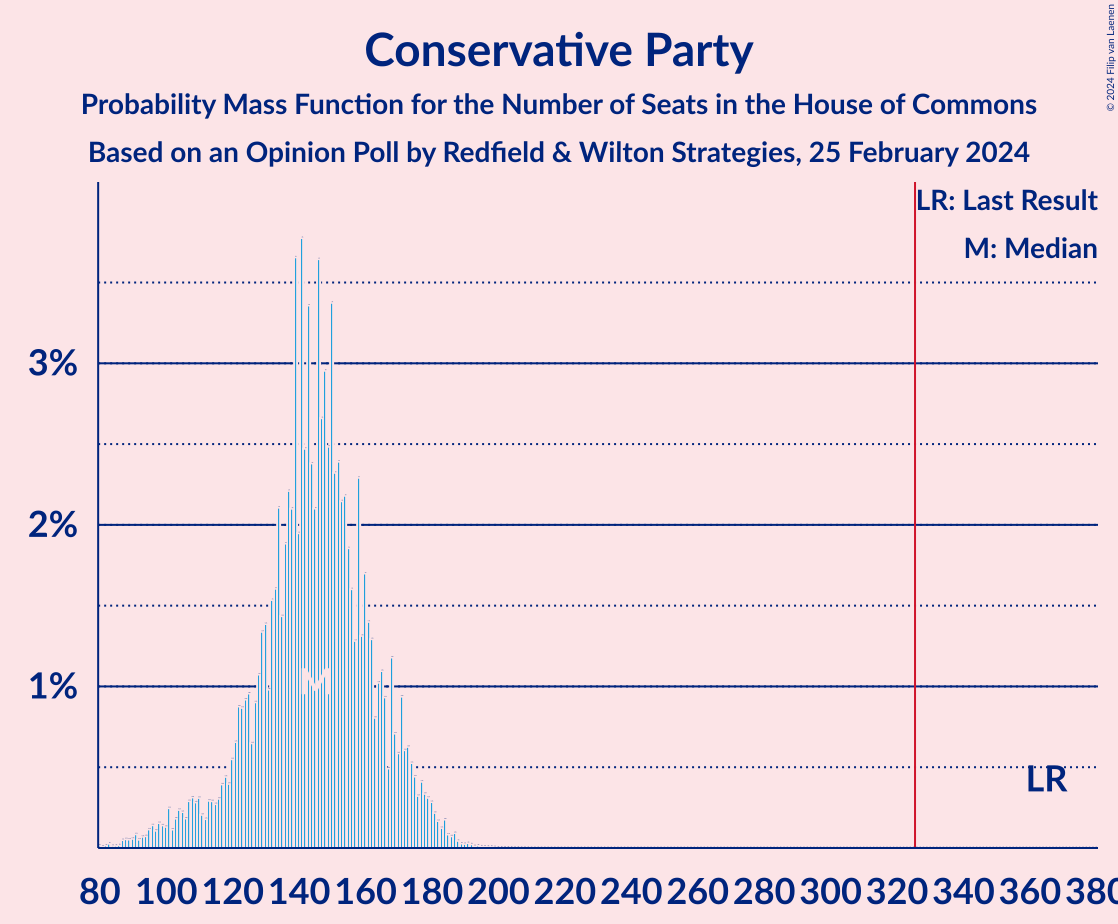 Conservative Party
Probability Mass Function for the Number of Seats in the House of Commons
Based on an Opinion Poll by Redfield & Wilton Strategies, 25 February 2024
© 2024 Filip van Laenen
LR: Last Result
M: Median
3%
2%
1%
M
LR
80 100 120 140 160 180 200 220 240 260 280 300 320 340 360 380